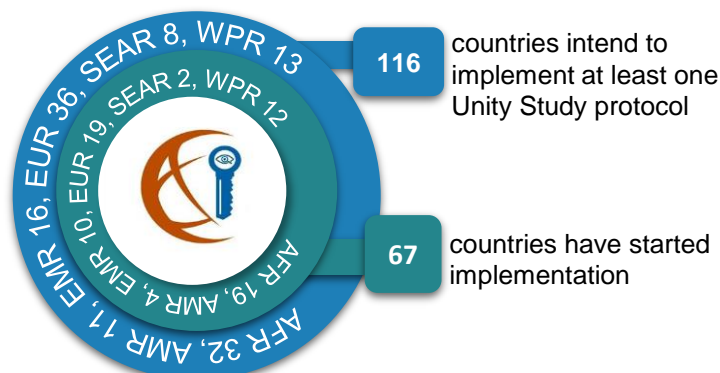 AFR 32, AMR 11, EMR 16, EUR 36, SEAR 8, WPR 13
AFR 19, AMR 4, EMR 10, EUR 19, SEAR 2, WPR 12
116
countries intend to
implement at least one
Unity Study protocol
67
countries have started
implementation